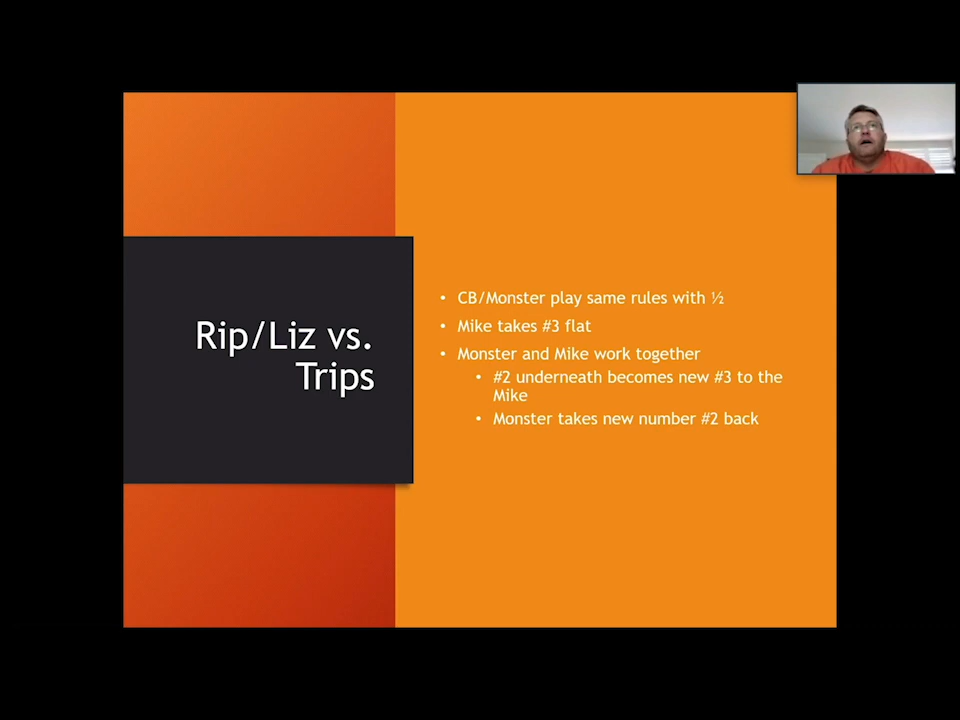 Rip/Liz vs.
Trips
• CB/Monster play same rules with ½
• Mike takes #3 flat
• Monster and Mike work together
• #2 underneath becomes new #3 to the
Mike
• Monster takes new number #2 back